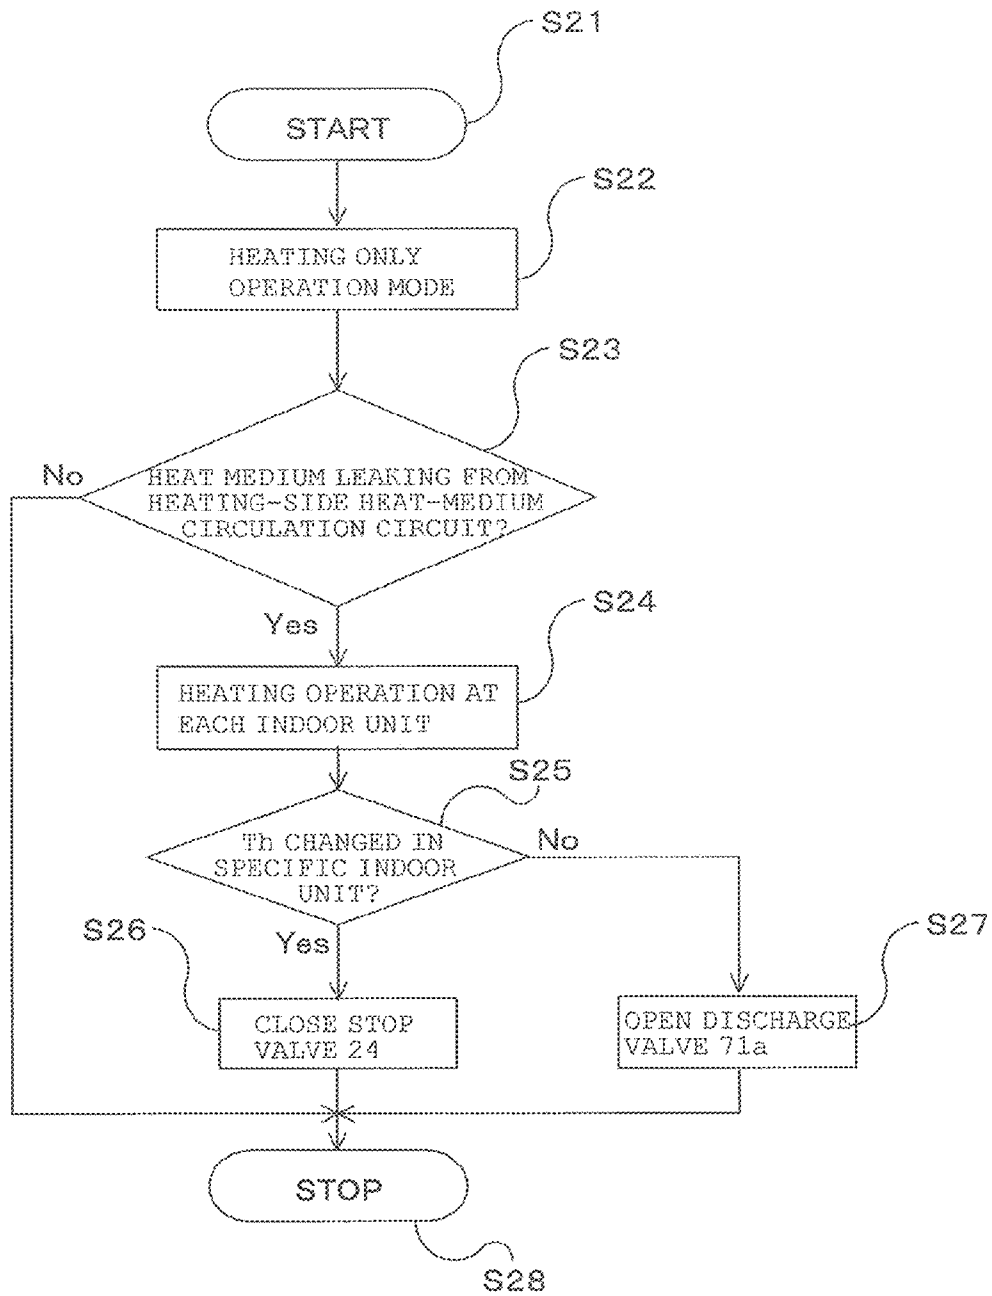 S21
START
S22
HEATING ONLY
OPERATION MODE
S23
No
HEAT MEDIUM LEAKING FROM
HEATING-SIDE HEAT-MEDIUM
CIRCULATION CIRCUIT?
Yes
S24
HEATING OPERATION AT
EACH INDOOR UNIT
S25
Th CHANGED IN
SPECIFIC INDOOR
UNIT?
No
S26
Yes
S27
CLOSE STOP
VALVE 24
OPEN DISCHARGE
VALVE 71a
STOP
S28